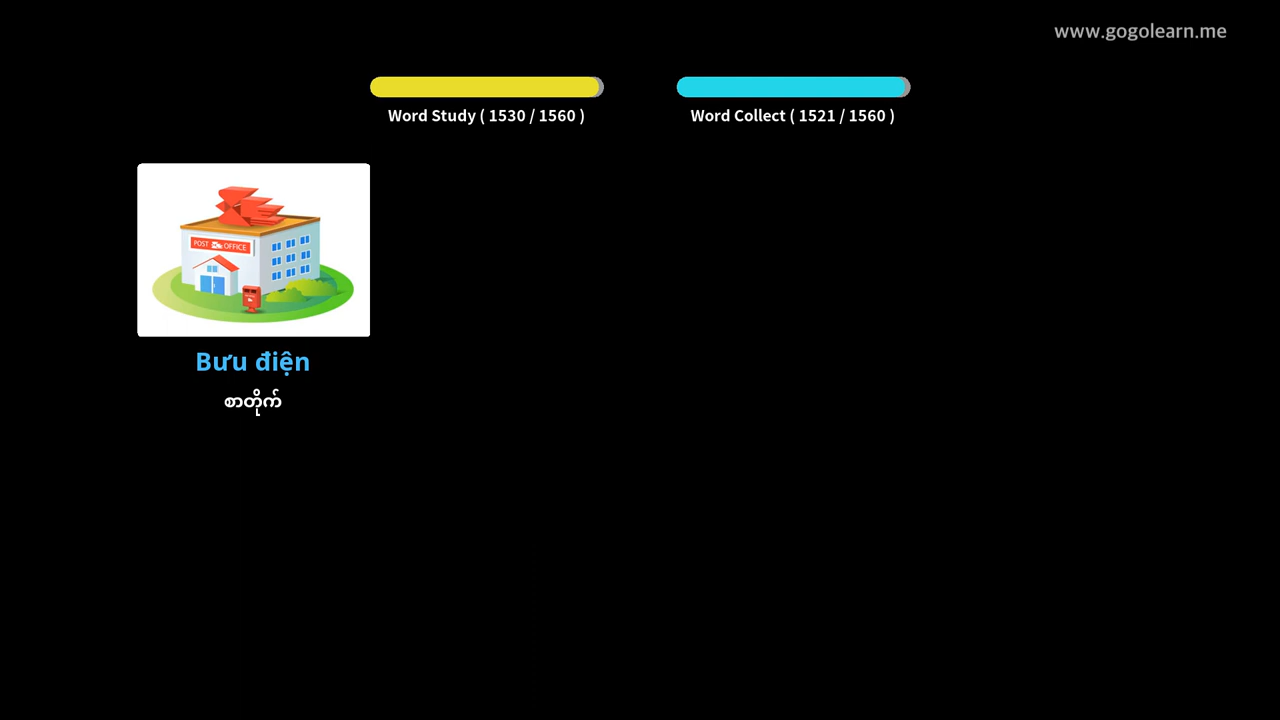 www.gogolearn.me
Word Study ( 1530 / 1560 )
Word Collect ( 1521 / 1560 )
POST OFFICE
Bưu điện
စာတိုက်